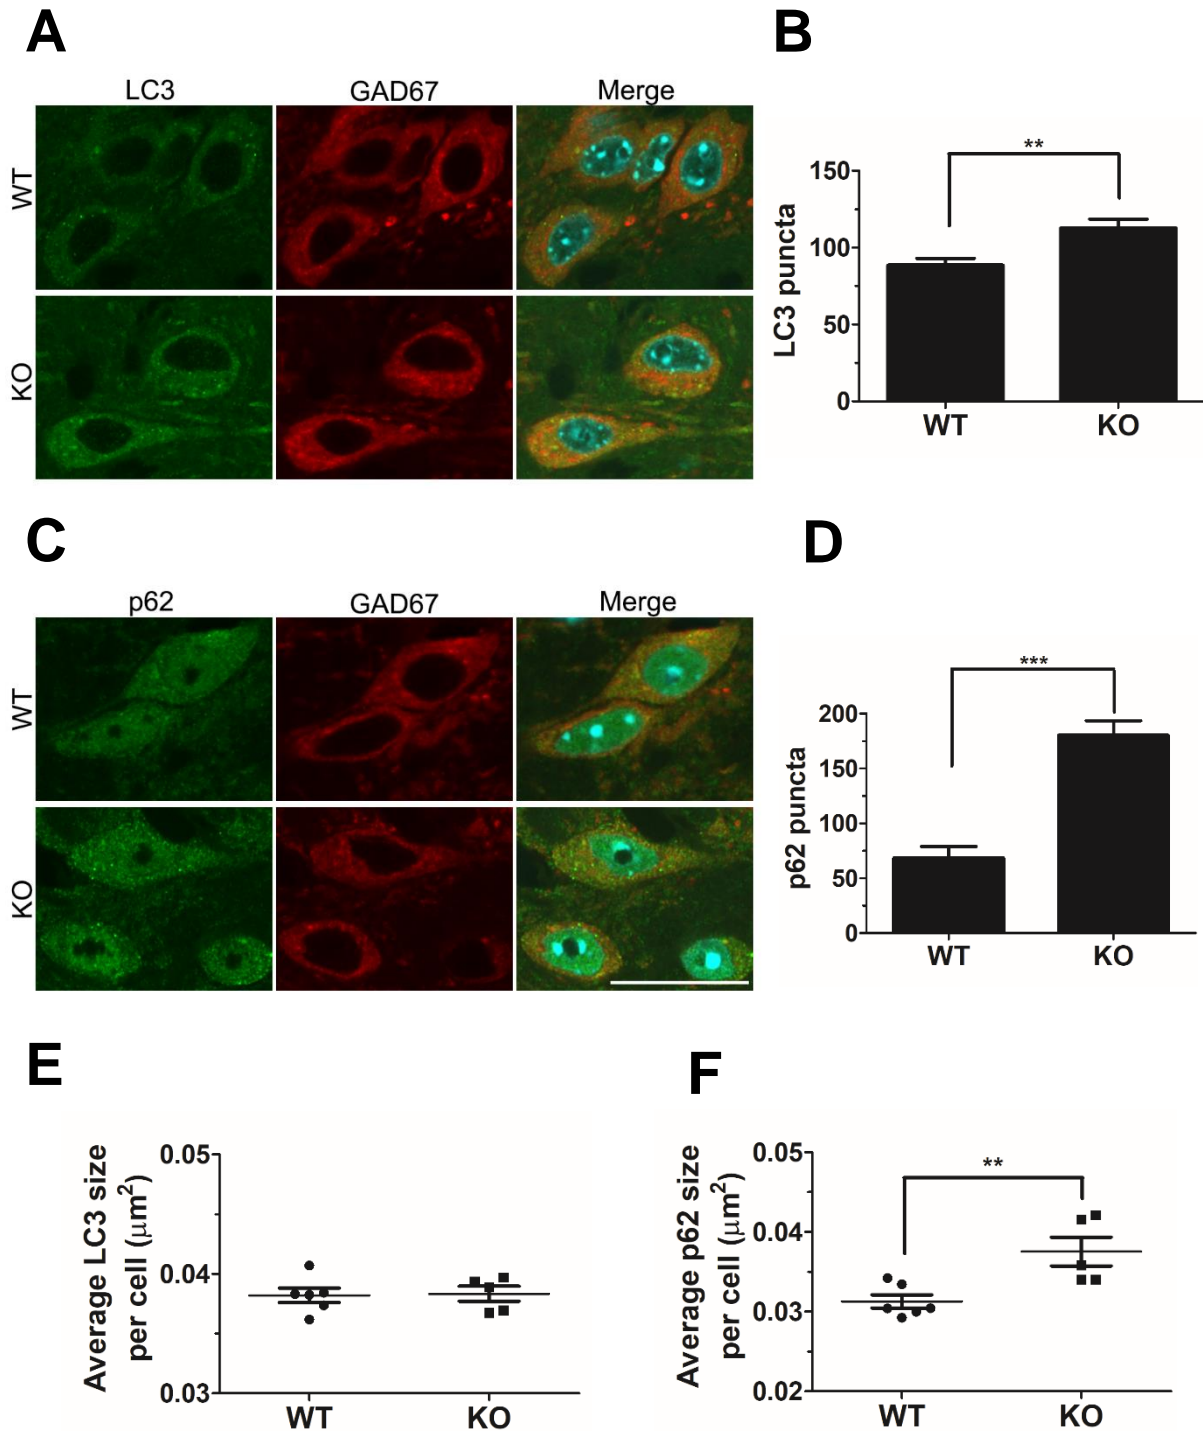 A
LC3 GAD67 Merge
WT
KO
B
**
LC3 puncta
150
100
50
0
WT KO
C
p62 GAD67 Merge
WT
KO
D
***
p62 puncta
200
150
100
50
0
WT KO
E
Average LC3 size
per cell (μm²)
0.05
0.04
0.03
WT KO
F
**
Average p62 size
per cell (μm²)
0.05
0.04
0.03
0.02
WT KO